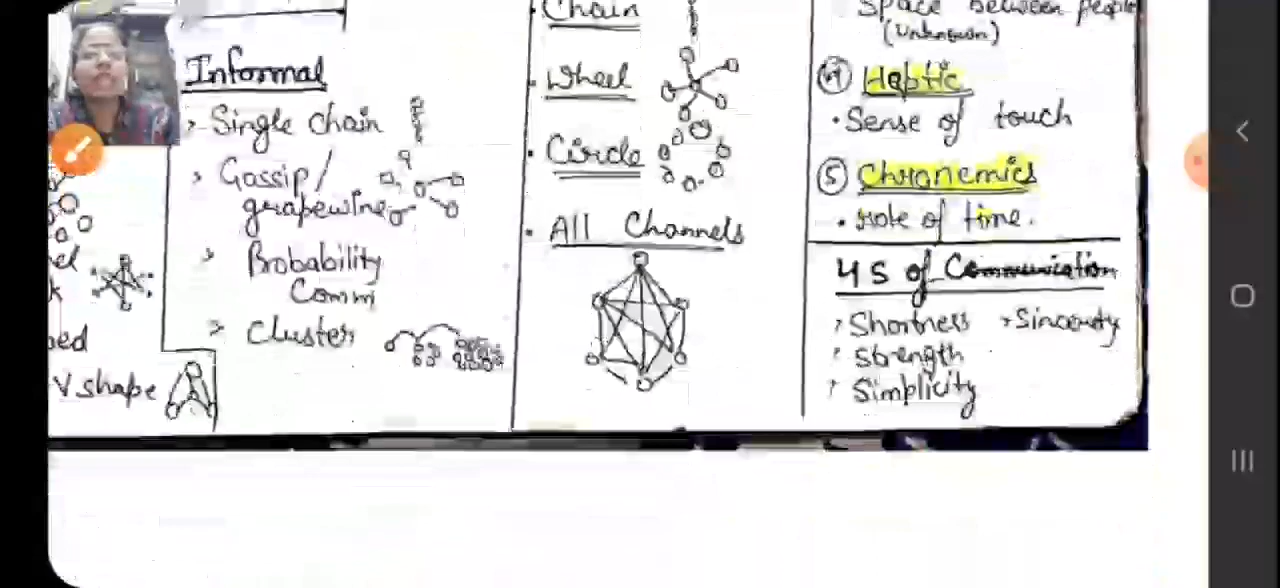 Informal
Single chain
Gossip/
grapewine
Probability
Comm
Cluster
V shape
Chain
Wheel
Circle
All Channels
Space between people
(Unknown)
④ Haptic
Sense of touch
⑤ Chronemics
role of time.
4 S of Communication
Shortness Sincerity
Strength
Simplicity